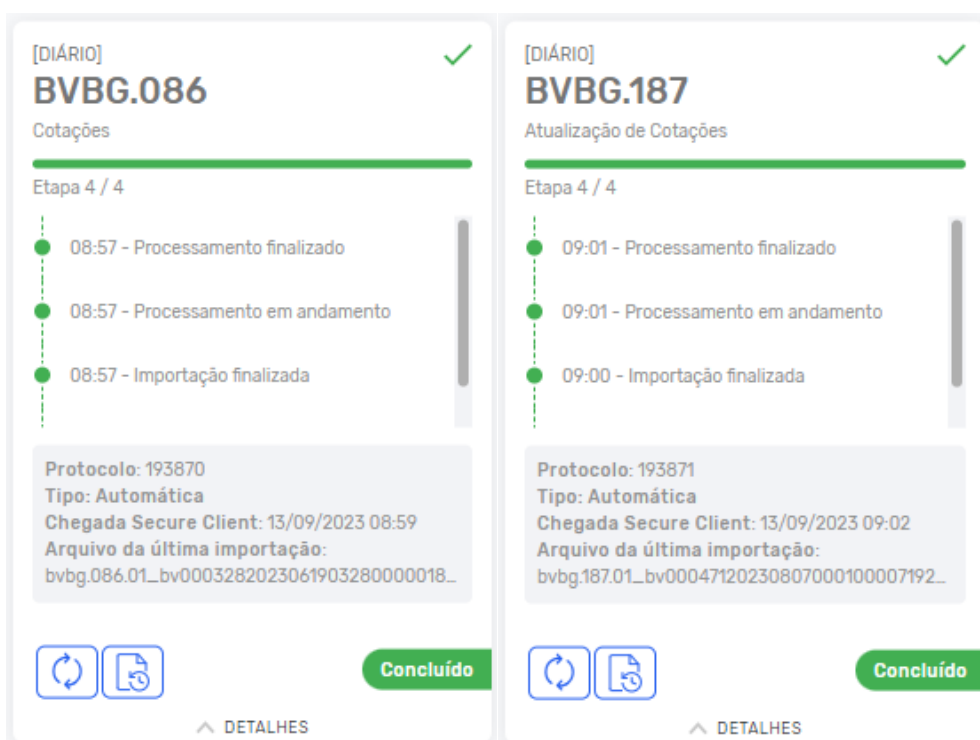 [DIÁRIO]
BVBG.086
Cotações
Etapa 4 / 4
08:57 - Processamento finalizado
08:57 - Processamento em andamento
08:57 - Importação finalizada
Protocolo: 193870
Tipo: Automática
Chegada Secure Client: 13/09/2023 08:59
Arquivo da última importação:
bvbg.086.01_bv0003282023061903280000018...
Concluído
DETALHES
[DIÁRIO]
BVBG.187
Atualização de Cotações
Etapa 4 / 4
09:01 - Processamento finalizado
09:01 - Processamento em andamento
09:00 - Importação finalizada
Protocolo: 193871
Tipo: Automática
Chegada Secure Client: 13/09/2023 09:02
Arquivo da última importação:
bvbg.187.01_bv00047120230807000100007192...
Concluído
DETALHES